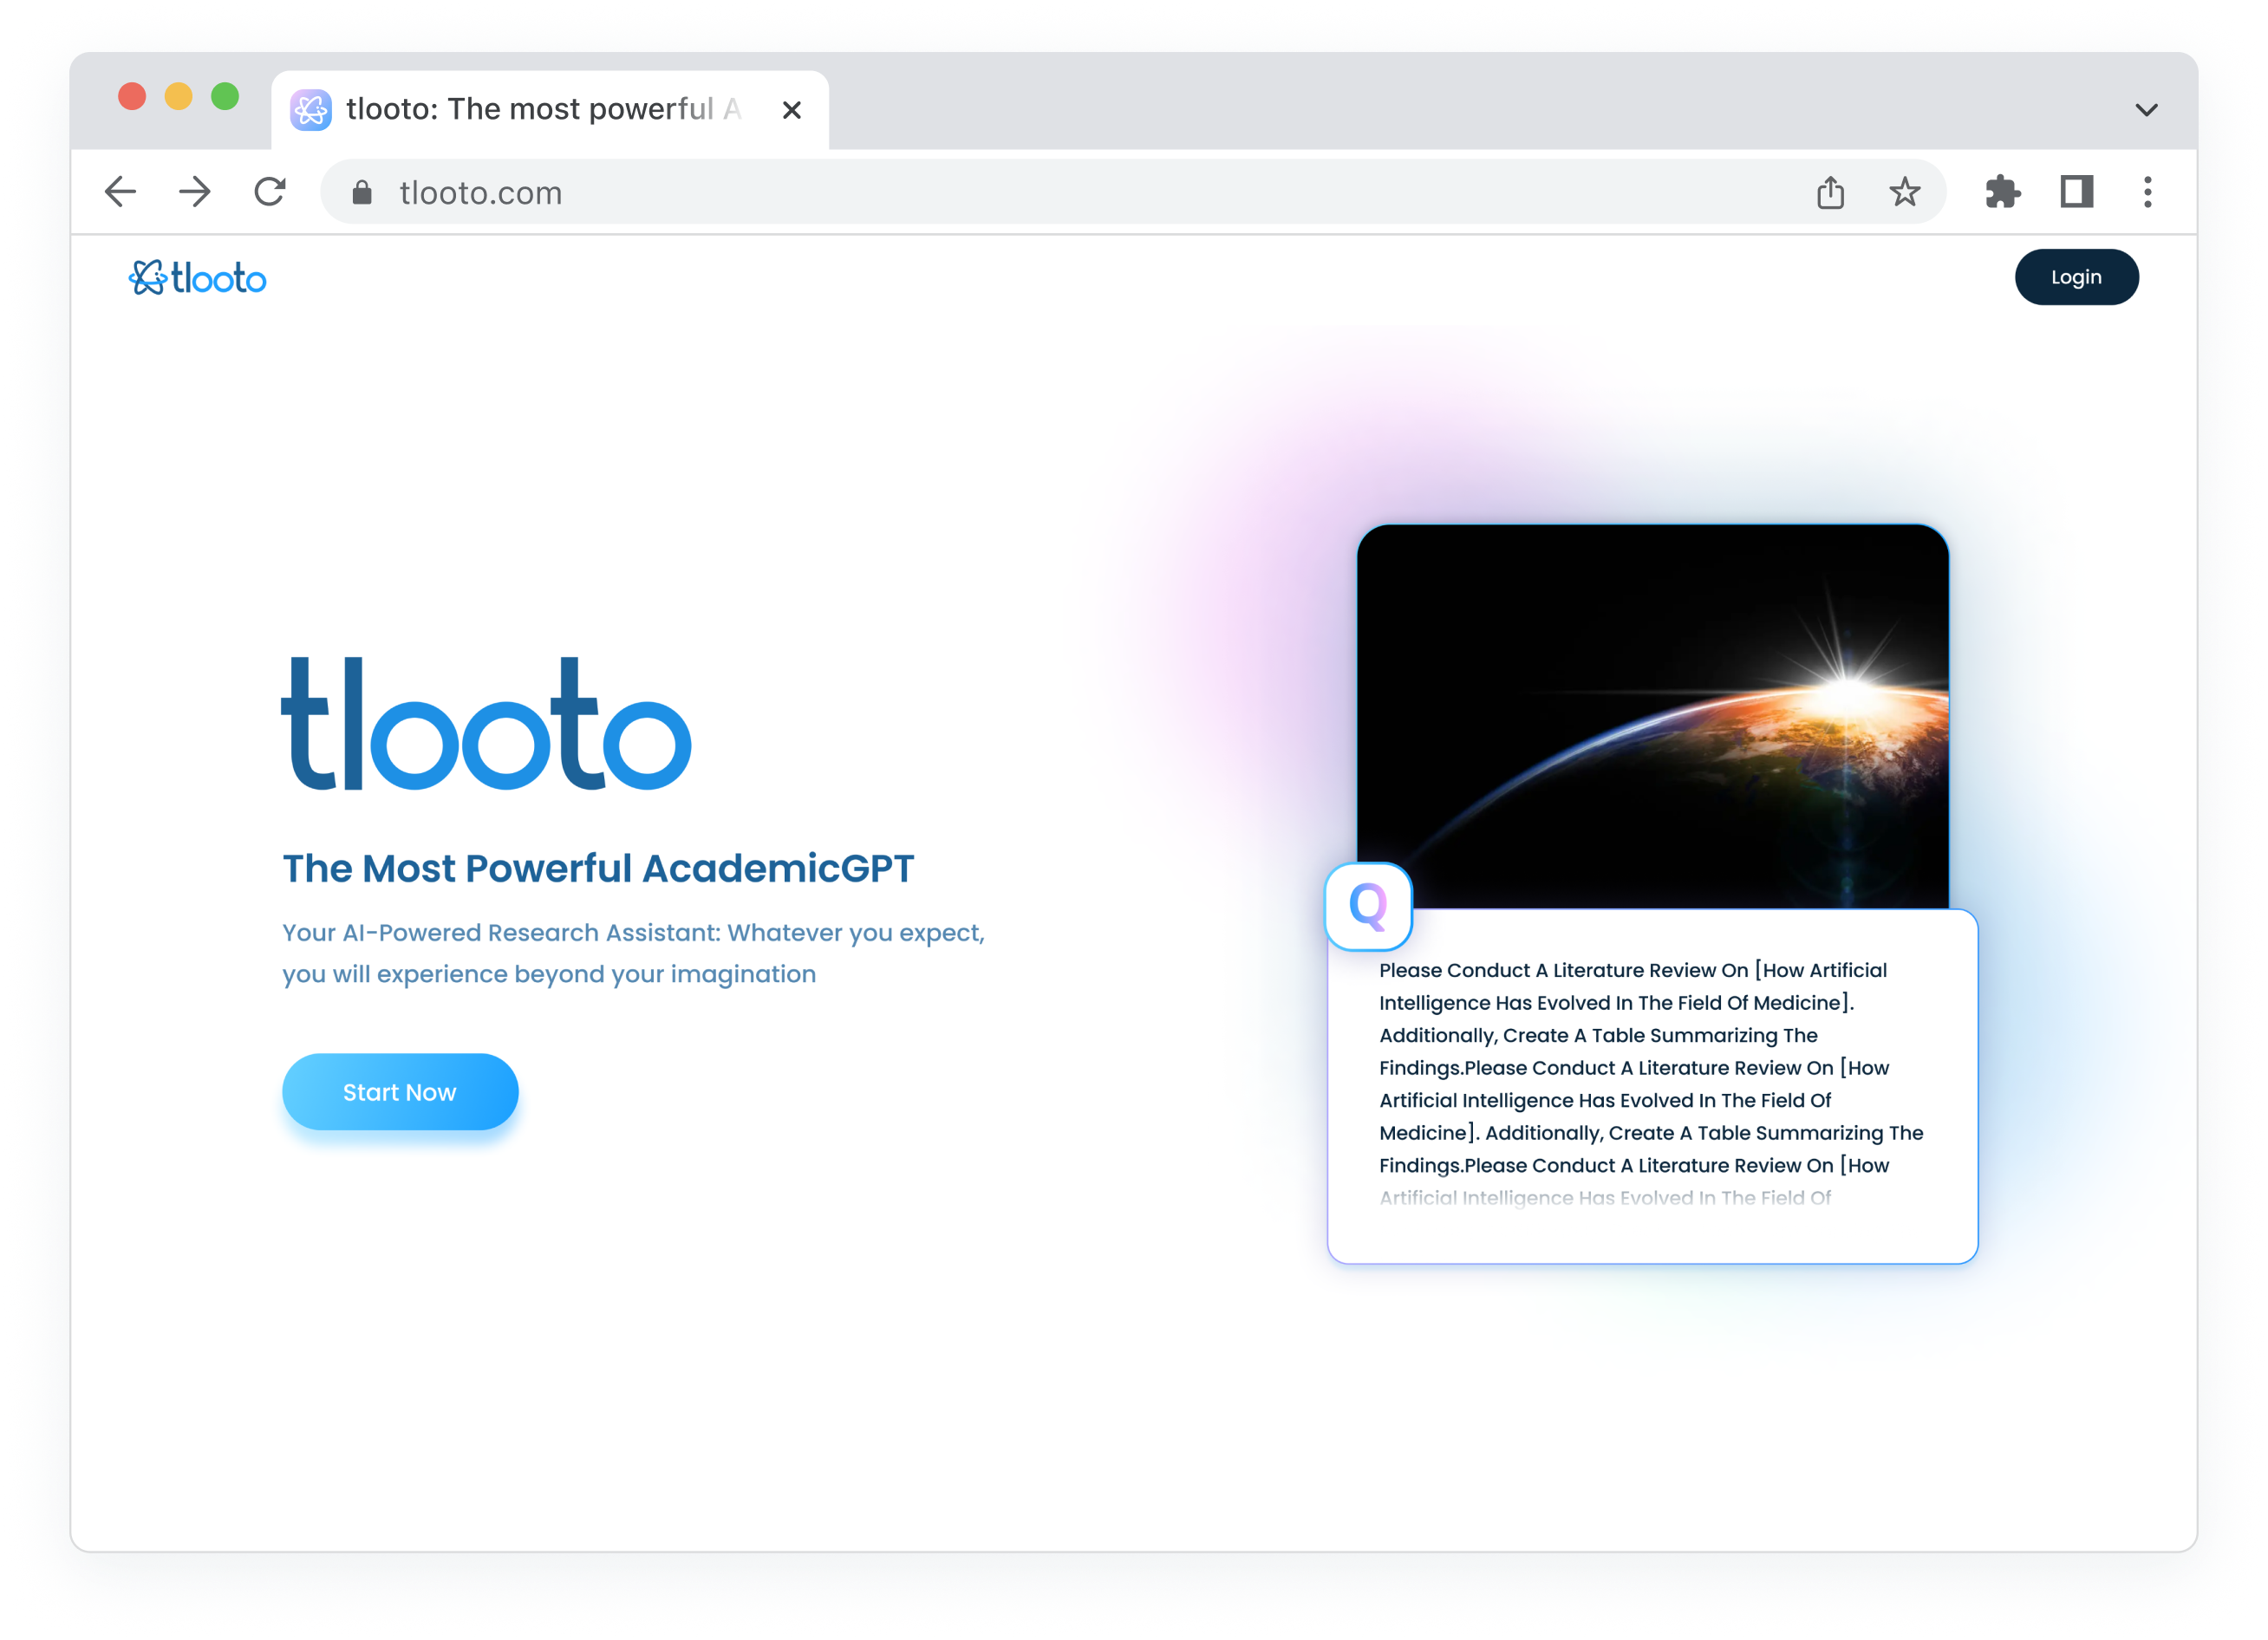 tlooto: The most powerful A
tlooto.com
tlooto
Login
tlooto
The Most Powerful AcademicGPT
Your AI-Powered Research Assistant: Whatever you expect,
you will experience beyond your imagination
Start Now
Q
Please Conduct A Literature Review On [How Artificial
Intelligence Has Evolved In The Field Of Medicine].
Additionally, Create A Table Summarizing The
Findings.Please Conduct A Literature Review On [How
Artificial Intelligence Has Evolved In The Field Of
Medicine]. Additionally, Create A Table Summarizing The
Findings.Please Conduct A Literature Review On [How
Artificial Intelligence Has Evolved In The Field Of